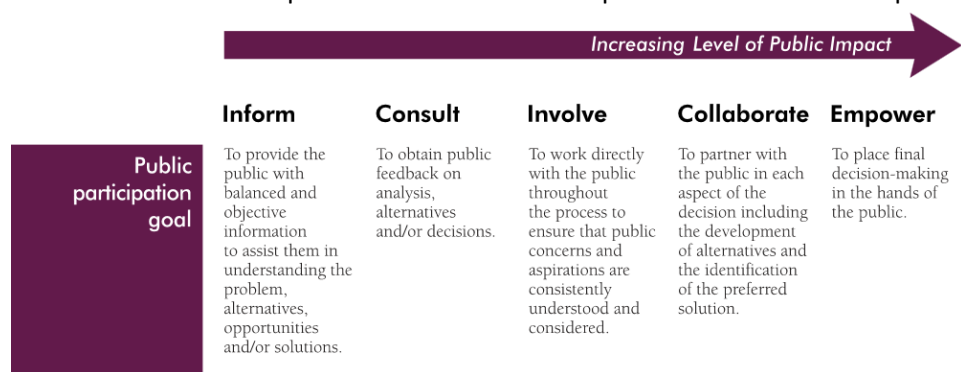 Increasing Level of Public Impact
Inform
Consult
Involve
Collaborate
Empower
Public
participation
goal
To provide the
public with
balanced and
objective
information
to assist them in
understanding the
problem,
alternatives,
opportunities
and/or solutions.
To obtain public
feedback on
analysis,
alternatives
and/or decisions.
To work directly
with the public
throughout
the process to
ensure that public
concerns and
aspirations are
consistently
understood and
considered.
To partner with
the public in each
aspect of the
decision including
the development
of alternatives and
the identification
of the preferred
solution.
To place final
decision-making
in the hands of
the public.